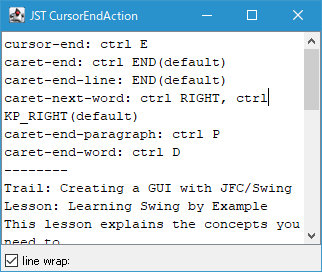 JST CursorEndAction
cursor-end: ctrl E
caret-end: ctrl END(default)
caret-end-line: END(default)
caret-next-word: ctrl RIGHT, ctrl
KP_RIGHT(default)
caret-end-paragraph: ctrl P
caret-end-word: ctrl D
--------
Trail: Creating a GUI with JFC/Swing
Lesson: Learning Swing by Example
This lesson explains the concepts you
need to
line wrap: